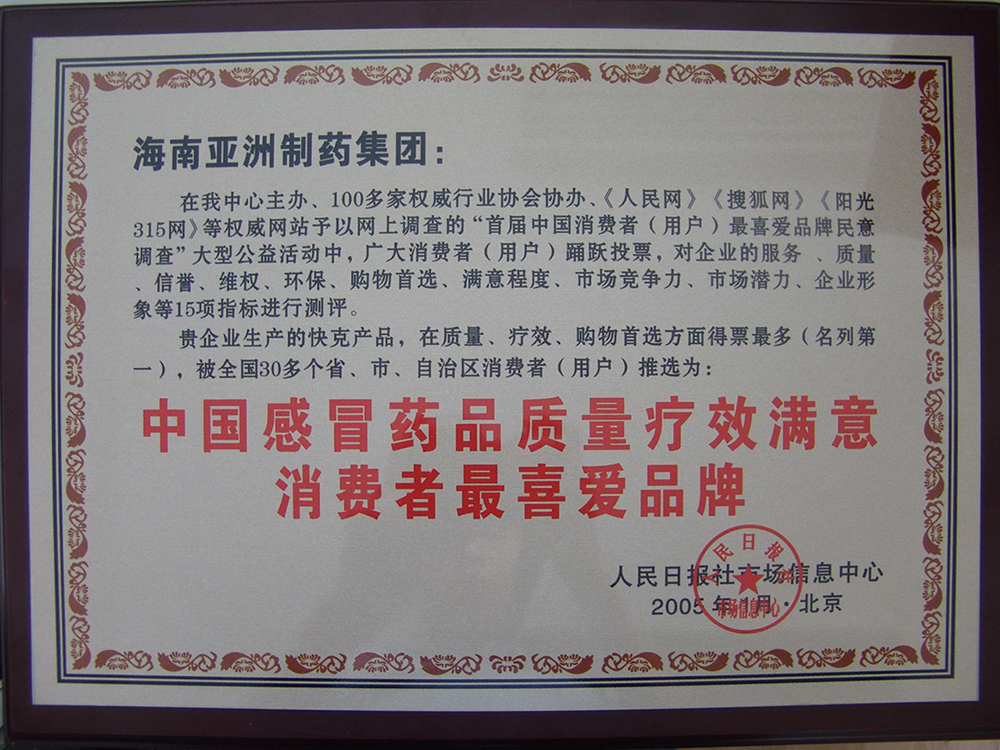 海南亚洲制药集团：
在我中心主办、100多家权威行业协会协办、《人民网》《搜狐网》《阳光
315网》等权威网站予以网上调查的“首届中国消费者（用户）最喜爱品牌民意
调查”大型公益活动中，广大消费者（用户）踊跃投票，对企业的服务 、质量
、信誉、维权、环保、购物首选、满意程度、市场竞争力、市场潜力、企业形
象等15项指标进行测评。
贵企业生产的快克产品，在质量、疗效、购物首选方面得票最多（名列第
一），被全国30多个省、市、自治区消费者（用户）推选为：
中国感冒药品质量疗效满意
消费者最喜爱品牌
人民日报社市场信息中心
2005年1月·北京
人民日报社
市场信息中心